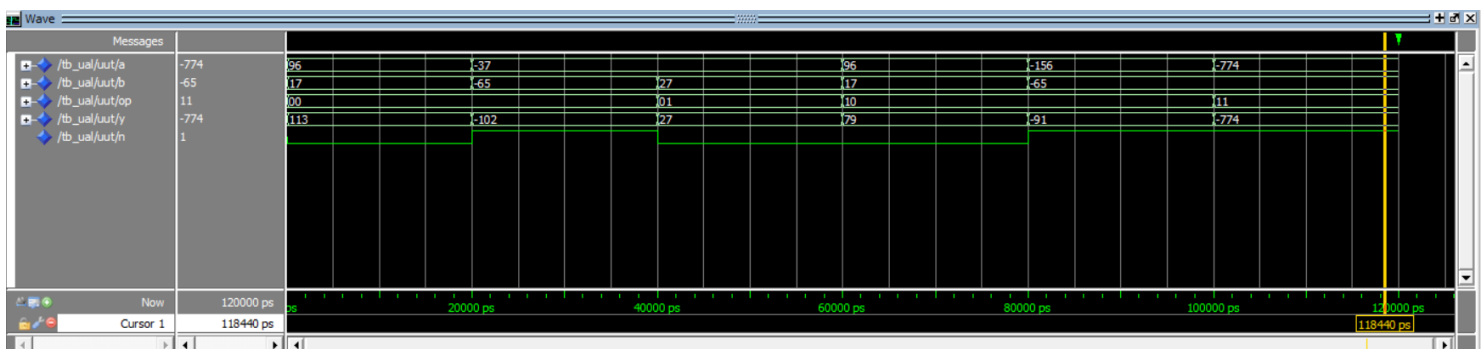 Wave
Messages
/tb_ual/uut/a -774 96 -37 96 -156 -774
/tb_ual/uut/b -65 17 -65 27 17 -65
/tb_ual/uut/op 11 00 01 10 11
/tb_ual/uut/y -774 113 -102 27 79 -91 -774
/tb_ual/uut/n 1
Now 120000 ps ps 20000 ps 40000 ps 60000 ps 80000 ps 100000 ps 120000 ps
Cursor 1 118440 ps 118440 ps